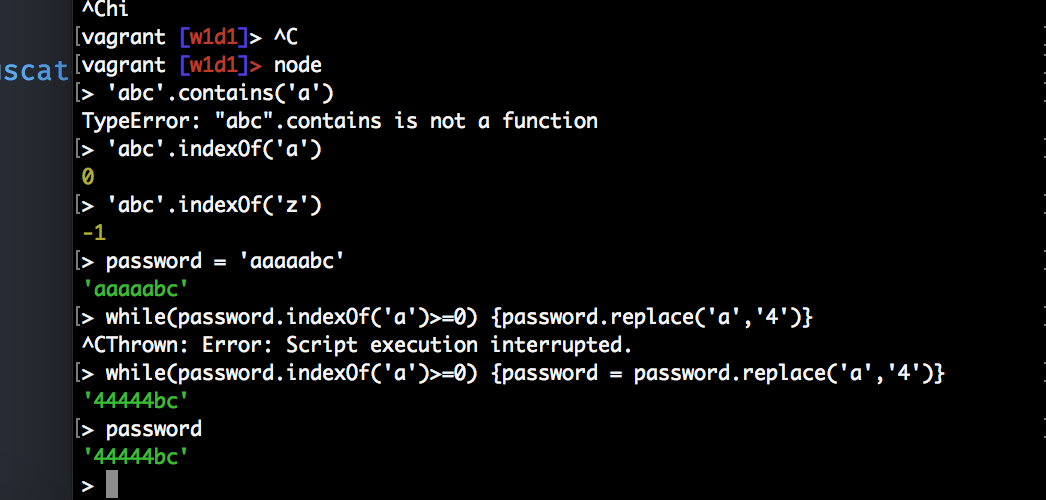 ^Chi
[vagrant [w1d1]> ^C
uscat
[vagrant [w1d1]> node
[> 'abc'.contains('a')
TypeError: "abc".contains is not a function
[> 'abc'.indexOf('a')
0
[> 'abc'.indexOf('z')
-1
[> password = 'aaaaabc'
'aaaaabc'
[> while(password.indexOf('a')>=0) {password.replace('a','4')}
^CThrown: Error: Script execution interrupted.
[> while(password.indexOf('a')>=0) {password = password.replace('a','4')}
'44444bc'
[> password
'44444bc'
>